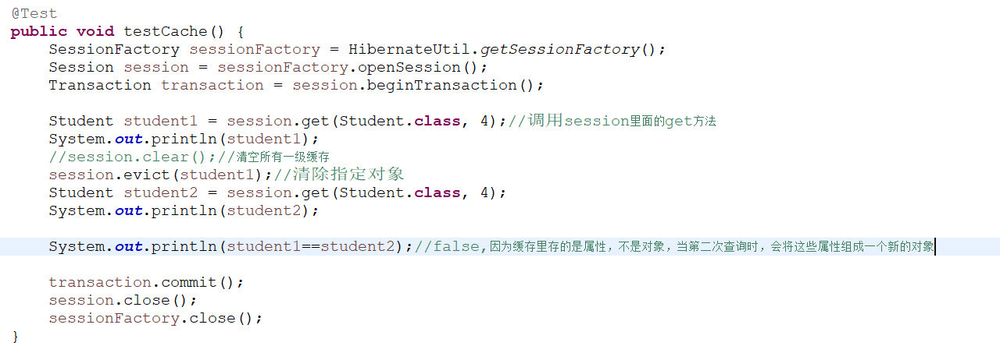 @Test
public void testCache() {
SessionFactory sessionFactory = HibernateUtil.getSessionFactory();
Session session = sessionFactory.openSession();
Transaction transaction = session.beginTransaction();
Student student1 = session.get(Student.class, 4);//调用session里面的get方法
System.out.println(student1);
//session.clear();//清空所有一级缓存
session.evict(student1);//清除指定对象
Student student2 = session.get(Student.class, 4);
System.out.println(student2);
System.out.println(student1==student2);//false,因为缓存里存的是属性，不是对象，当第二次查询时，会将这些属性组成一个新的对象
transaction.commit();
session.close();
sessionFactory.close();
}